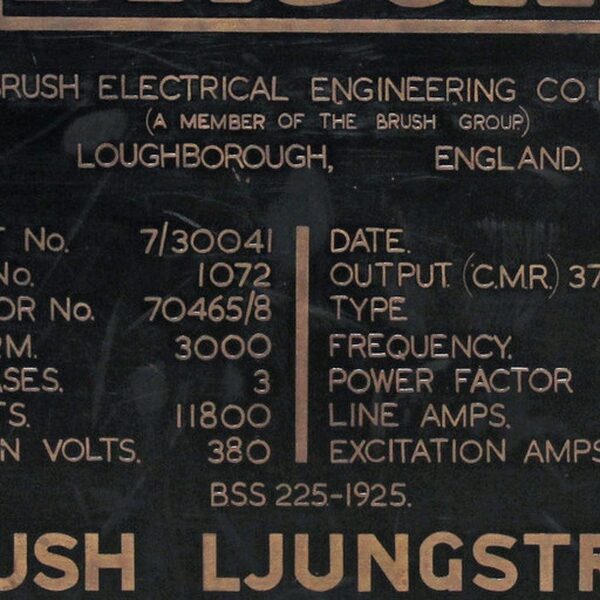 BRUSH ELECTRICAL ENGINEERING CO
(A MEMBER OF THE BRUSH GROUP)
LOUGHBOROUGH, ENGLAND.
No. 7/30041 DATE.
No. 1072 OUTPUT (C.M.R.) 37
OR No. 70465/8 TYPE
RM. 3000 FREQUENCY.
ASES. 3 POWER FACTOR
TS. 11800 LINE AMPS.
N VOLTS. 380 EXCITATION AMPS
BSS 225-1925.
USH LJUNGSTR